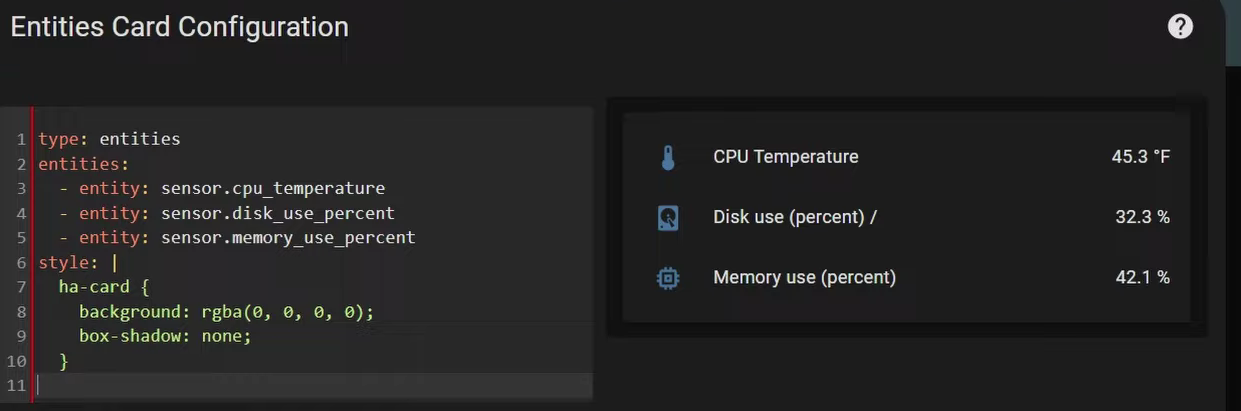 Entities Card Configuration
?
1 type: entities
2 entities:
3   - entity: sensor.cpu_temperature
4   - entity: sensor.disk_use_percent
5   - entity: sensor.memory_use_percent
6 style: |
7   ha-card {
8     background: rgba(0, 0, 0, 0);
9     box-shadow: none;
10   }
11
CPU Temperature 45.3 °F
Disk use (percent) / 32.3 %
Memory use (percent) 42.1 %